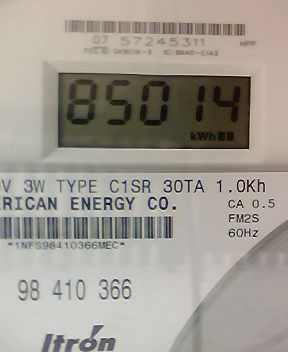 07 57245311 NPP
85014
kWh
V 3W TYPE C1SR 30TA 1.0Kh
RICAN ENERGY CO. CA 0.5
FM2S
*1NFS98410366MEC* 60Hz
98 410 366
Itron